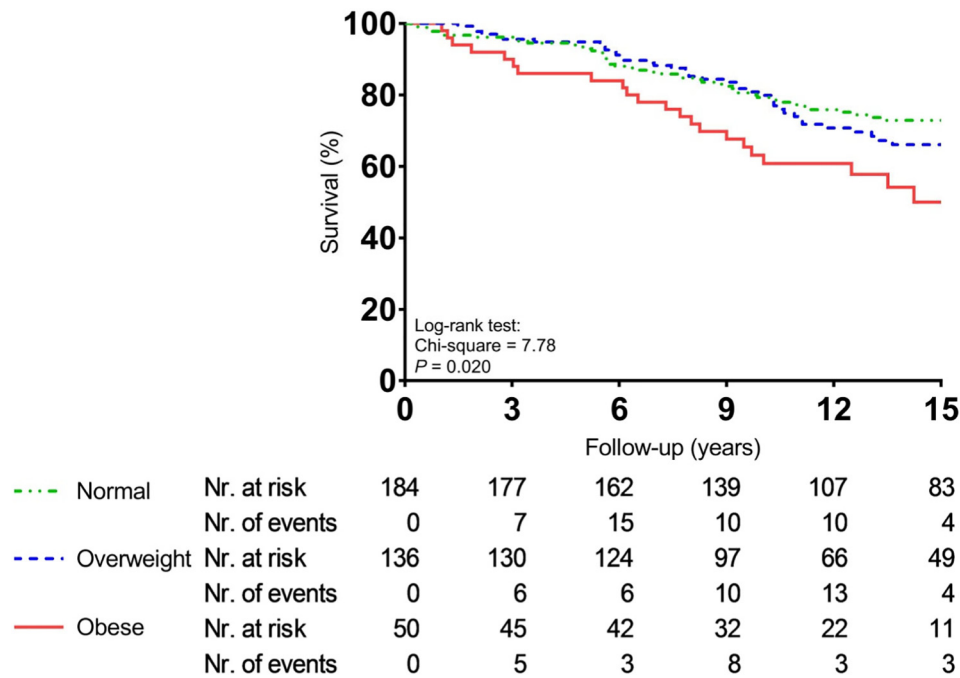 100
80
60
40
20
0
Survival (%)
Log-rank test:
Chi-square = 7.78
P = 0.020
0 3 6 9 12 15
Follow-up (years)
Normal Nr. at risk 184 177 162 139 107 83
Nr. of events 0 7 15 10 10 4
Overweight Nr. at risk 136 130 124 97 66 49
Nr. of events 0 6 6 10 13 4
Obese Nr. at risk 50 45 42 32 22 11
Nr. of events 0 5 3 8 3 3